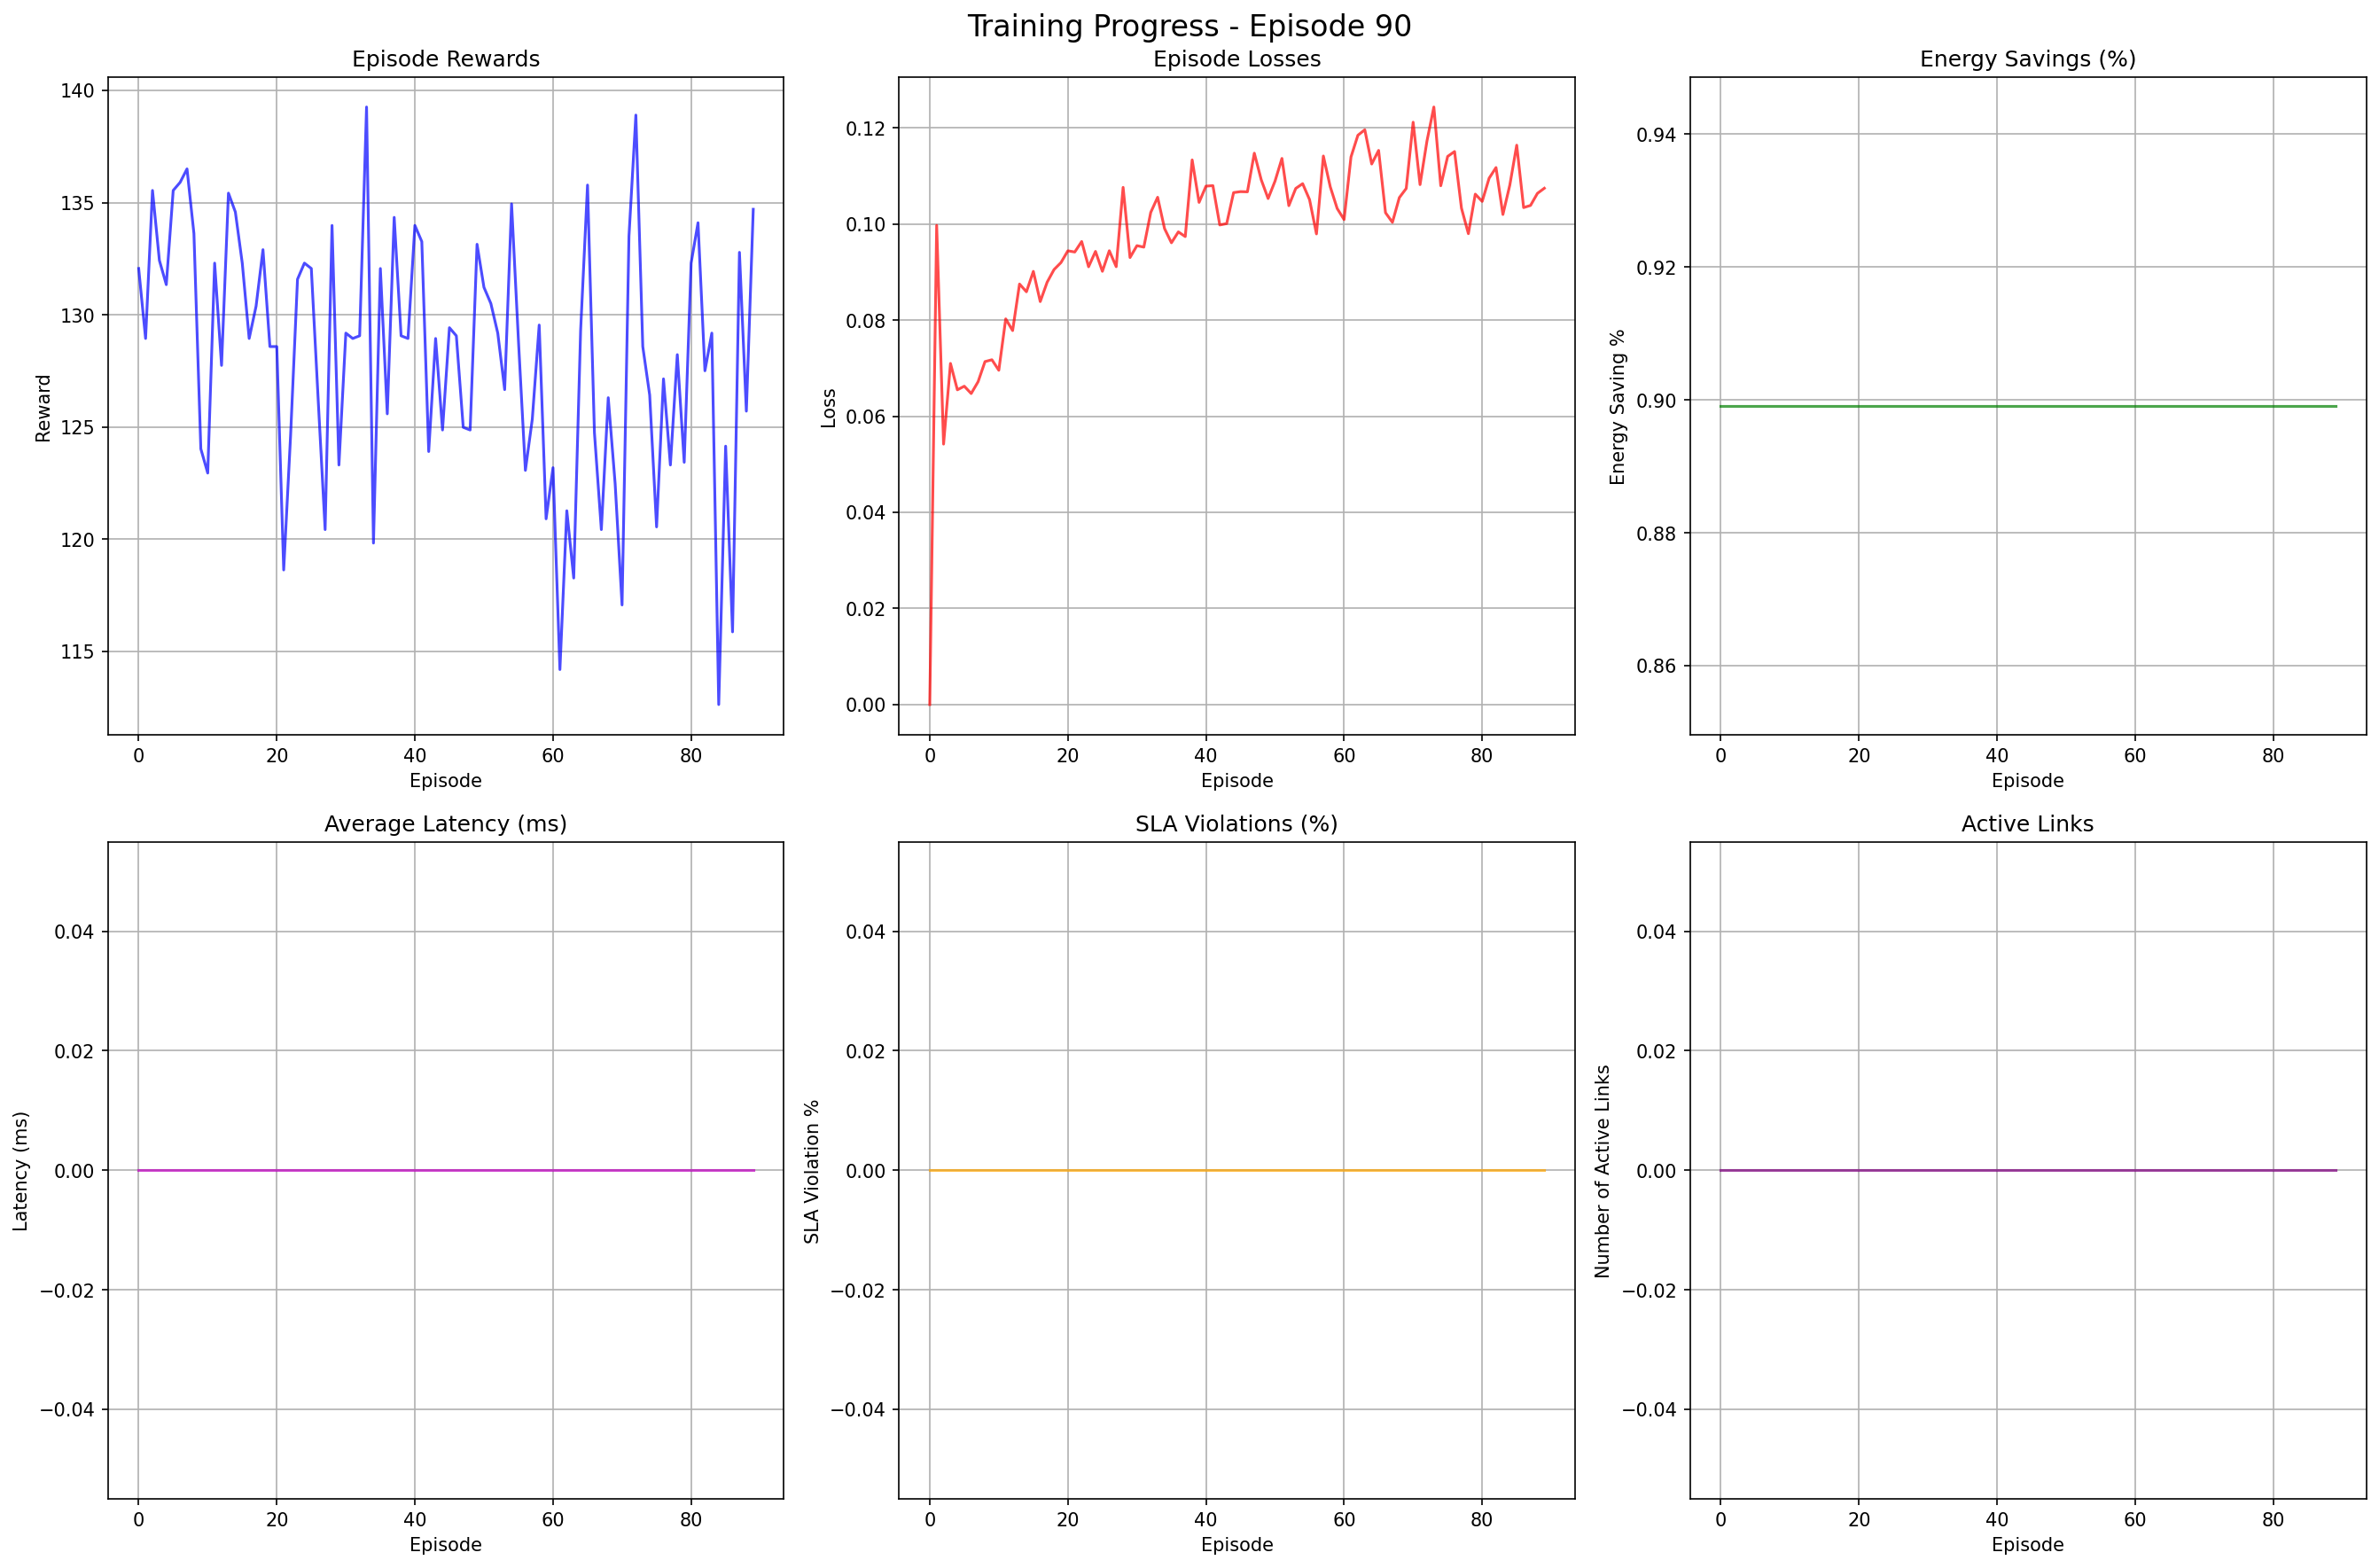 Training Progress - Episode 90
Episode Rewards
Reward
140
135
130
125
120
115
0 20 40 60 80
Episode
Episode Losses
Loss
0.12
0.10
0.08
0.06
0.04
0.02
0.00
0 20 40 60 80
Episode
Energy Savings (%)
Energy Saving %
0.94
0.92
0.90
0.88
0.86
0 20 40 60 80
Episode
Average Latency (ms)
Latency (ms)
0.04
0.02
0.00
−0.02
−0.04
0 20 40 60 80
Episode
SLA Violations (%)
SLA Violation %
0.04
0.02
0.00
−0.02
−0.04
0 20 40 60 80
Episode
Active Links
Number of Active Links
0.04
0.02
0.00
−0.02
−0.04
0 20 40 60 80
Episode